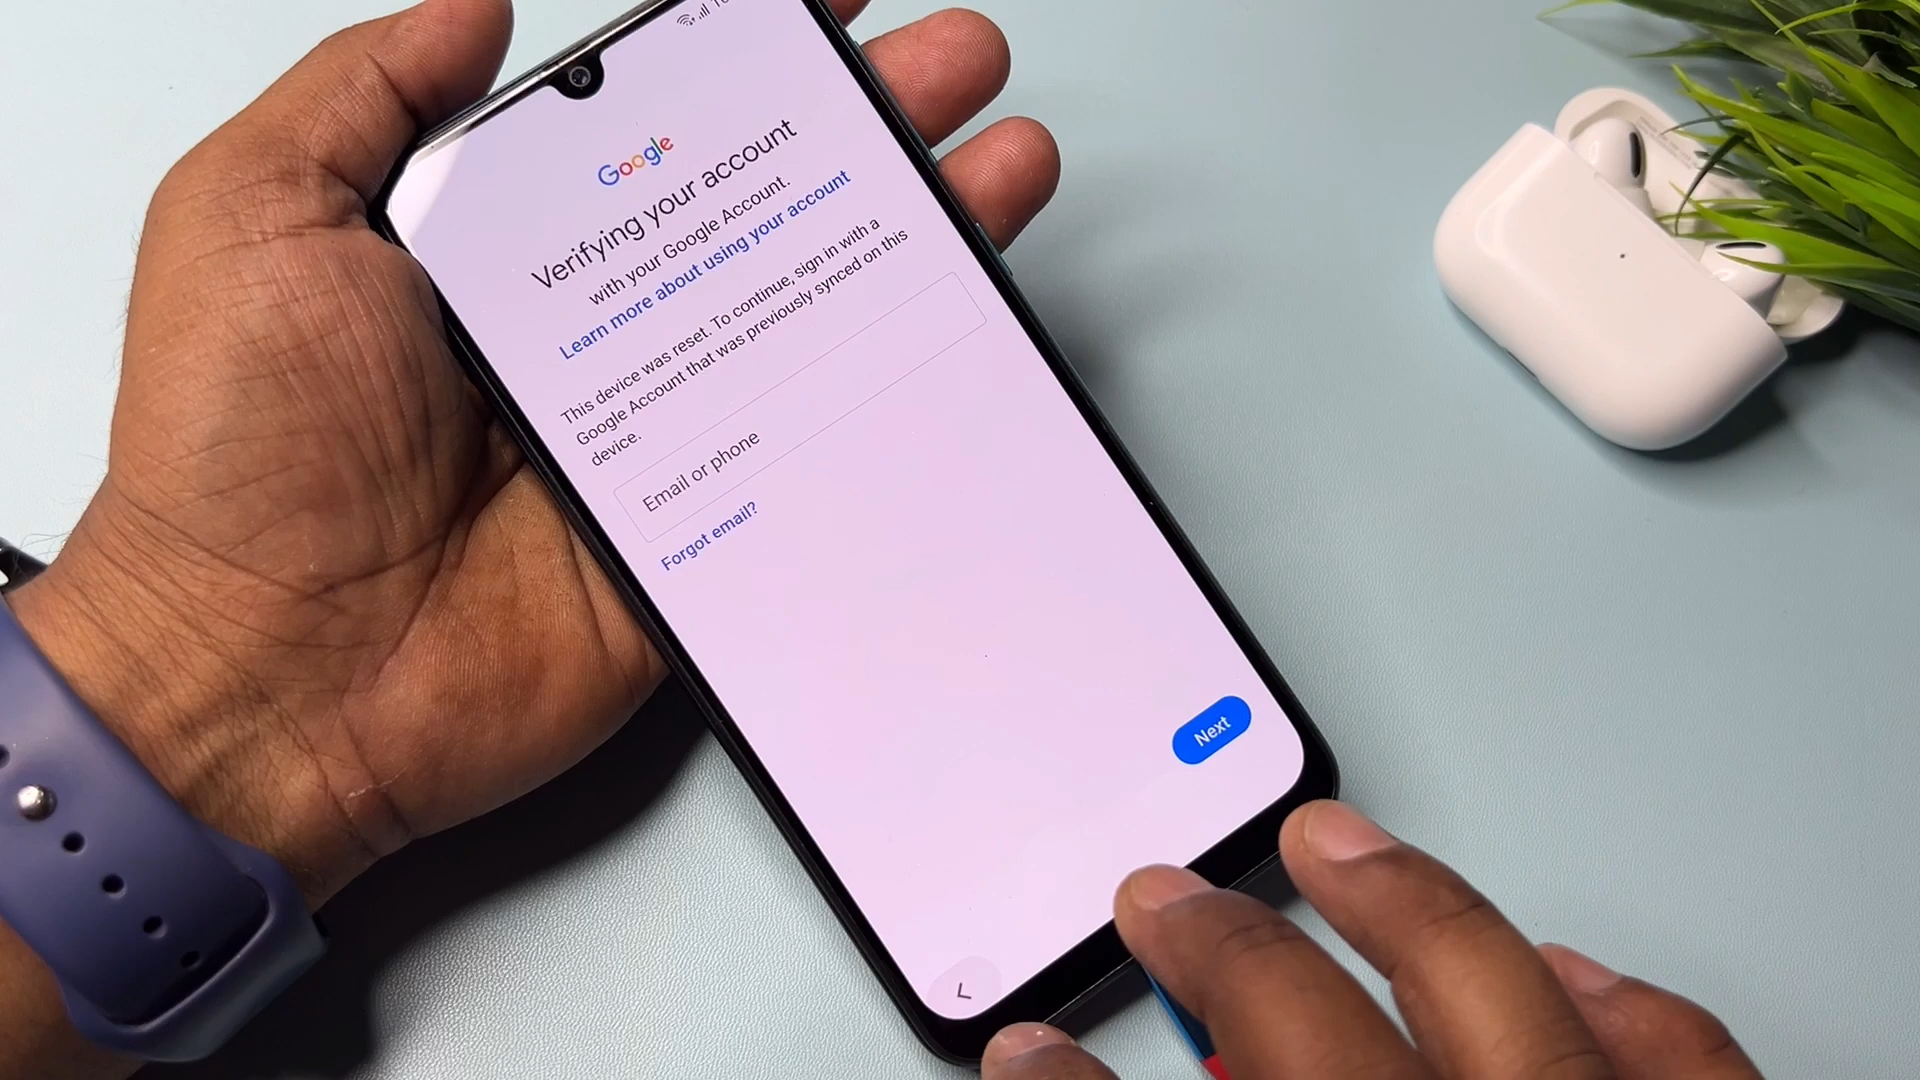 Google
Verifying your account
with your Google Account.
Learn more about using your account
This device was reset. To continue, sign in with a
Google Account that was previously synced on this
device.
Email or phone
Forgot email?
Next